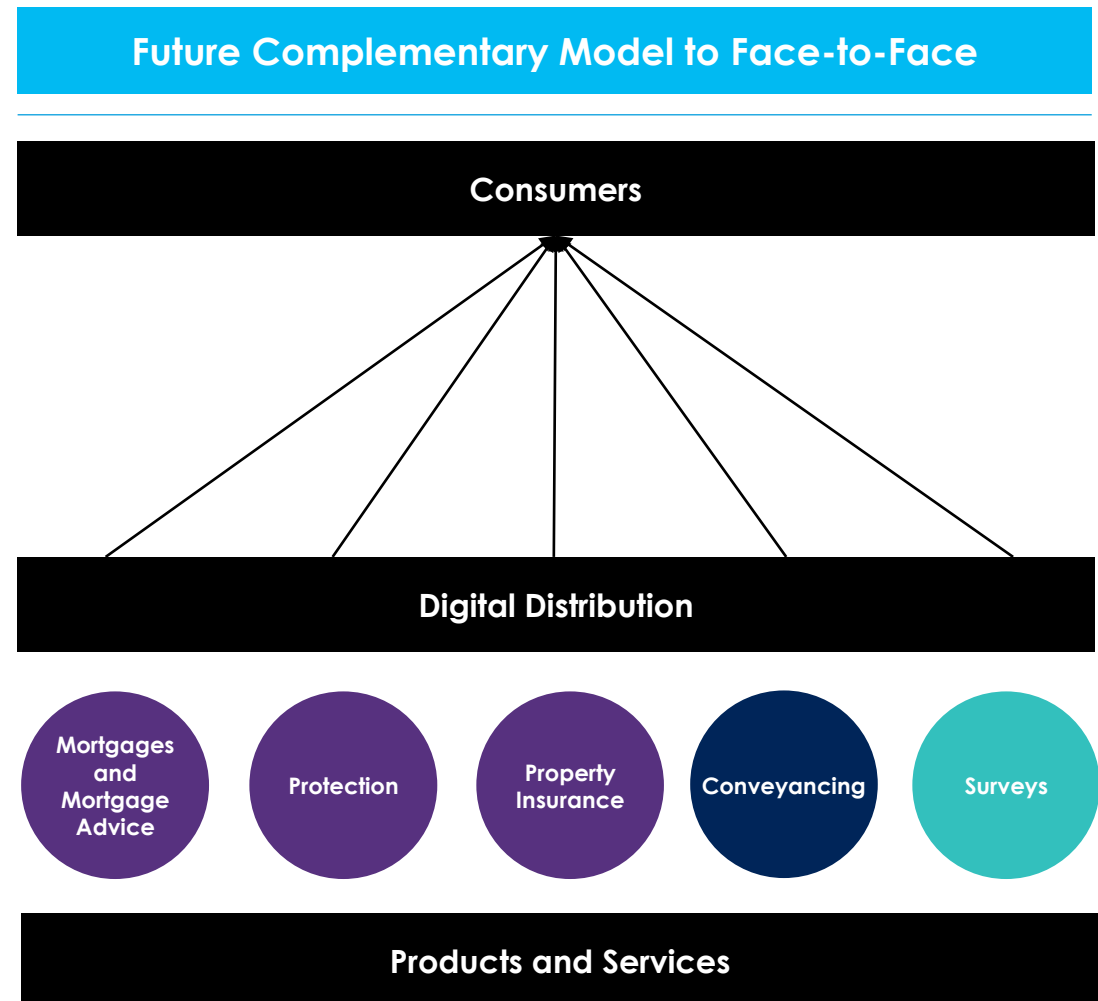 Future Complementary Model to Face-to-Face
Consumers
Digital Distribution
Mortgages
and
Mortgage
Advice
Protection
Property
Insurance
Conveyancing
Surveys
Products and Services